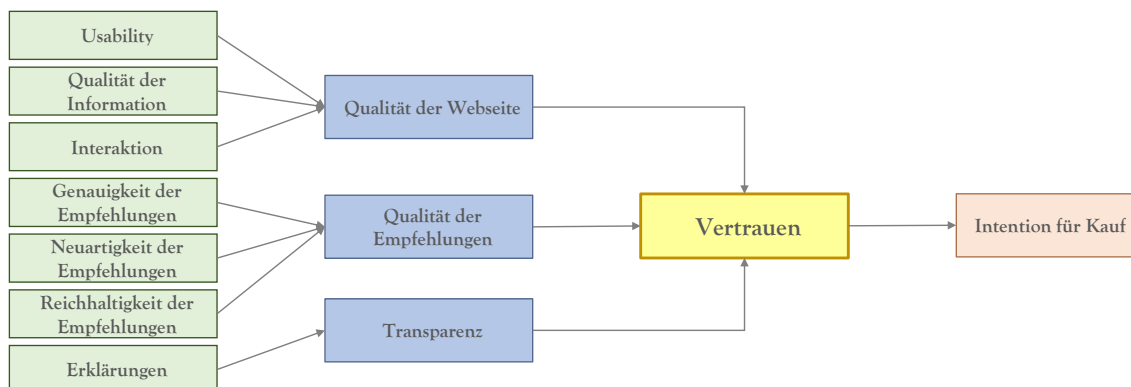 Usability
Qualität der
Information
Interaktion
Genauigkeit der
Empfehlungen
Neuartigkeit der
Empfehlungen
Reichhaltigkeit der
Empfehlungen
Erklärungen
Qualität der Webseite
Qualität der
Empfehlungen
Transparenz
Vertrauen
Intention für Kauf